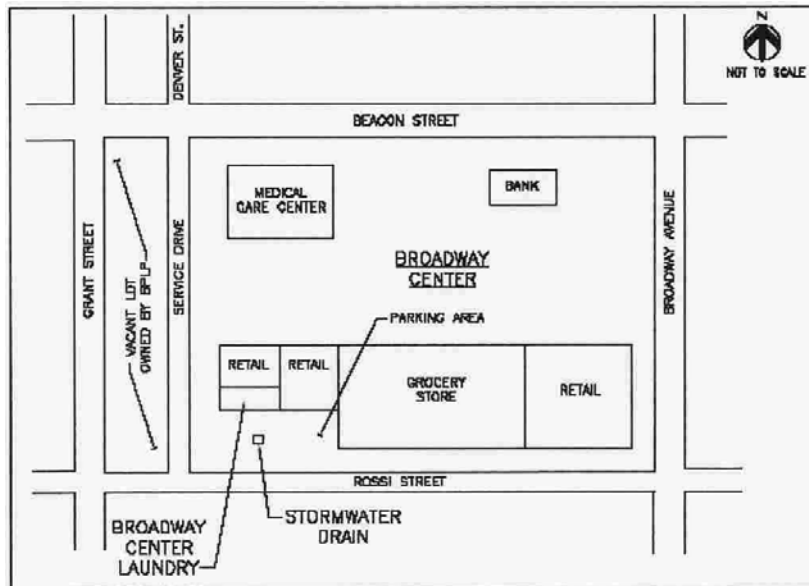 DENVER ST.
N
NOT TO SCALE
BEACON STREET
MEDICAL
CARE CENTER
BANK
GRANT STREET
VACANT LOT
OWNED BY BPLP
SERVICE DRIVE
BROADWAY
CENTER
BROADWAY AVENUE
PARKING AREA
RETAIL
RETAIL
GROCERY
STORE
RETAIL
ROSSI STREET
BROADWAY
CENTER
LAUNDRY
STORMWATER
DRAIN